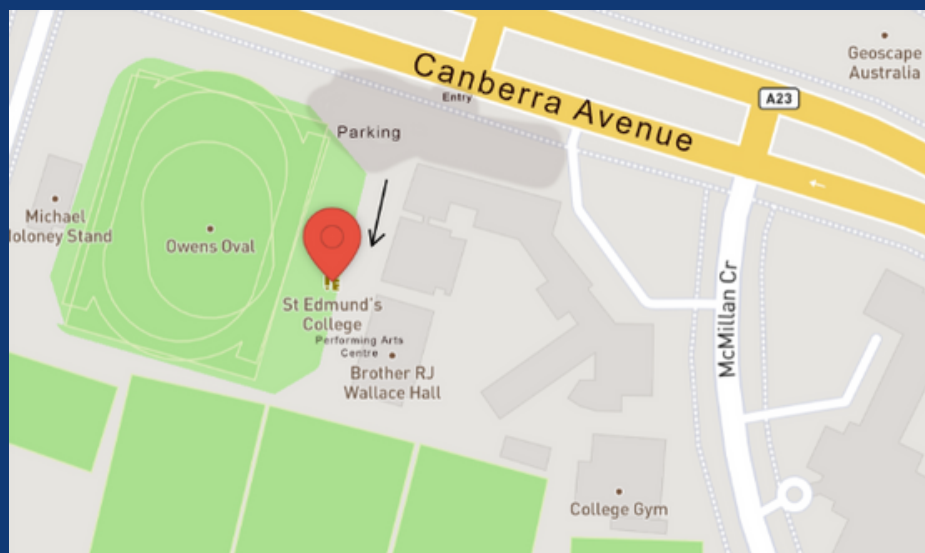 Geoscape
Australia
Canberra Avenue
Entry
A23
Parking
Michael
Moloney Stand
Owens Oval
St Edmund's
College
Performing Arts
Centre
Brother RJ
Wallace Hall
McMillan Cr
College Gym